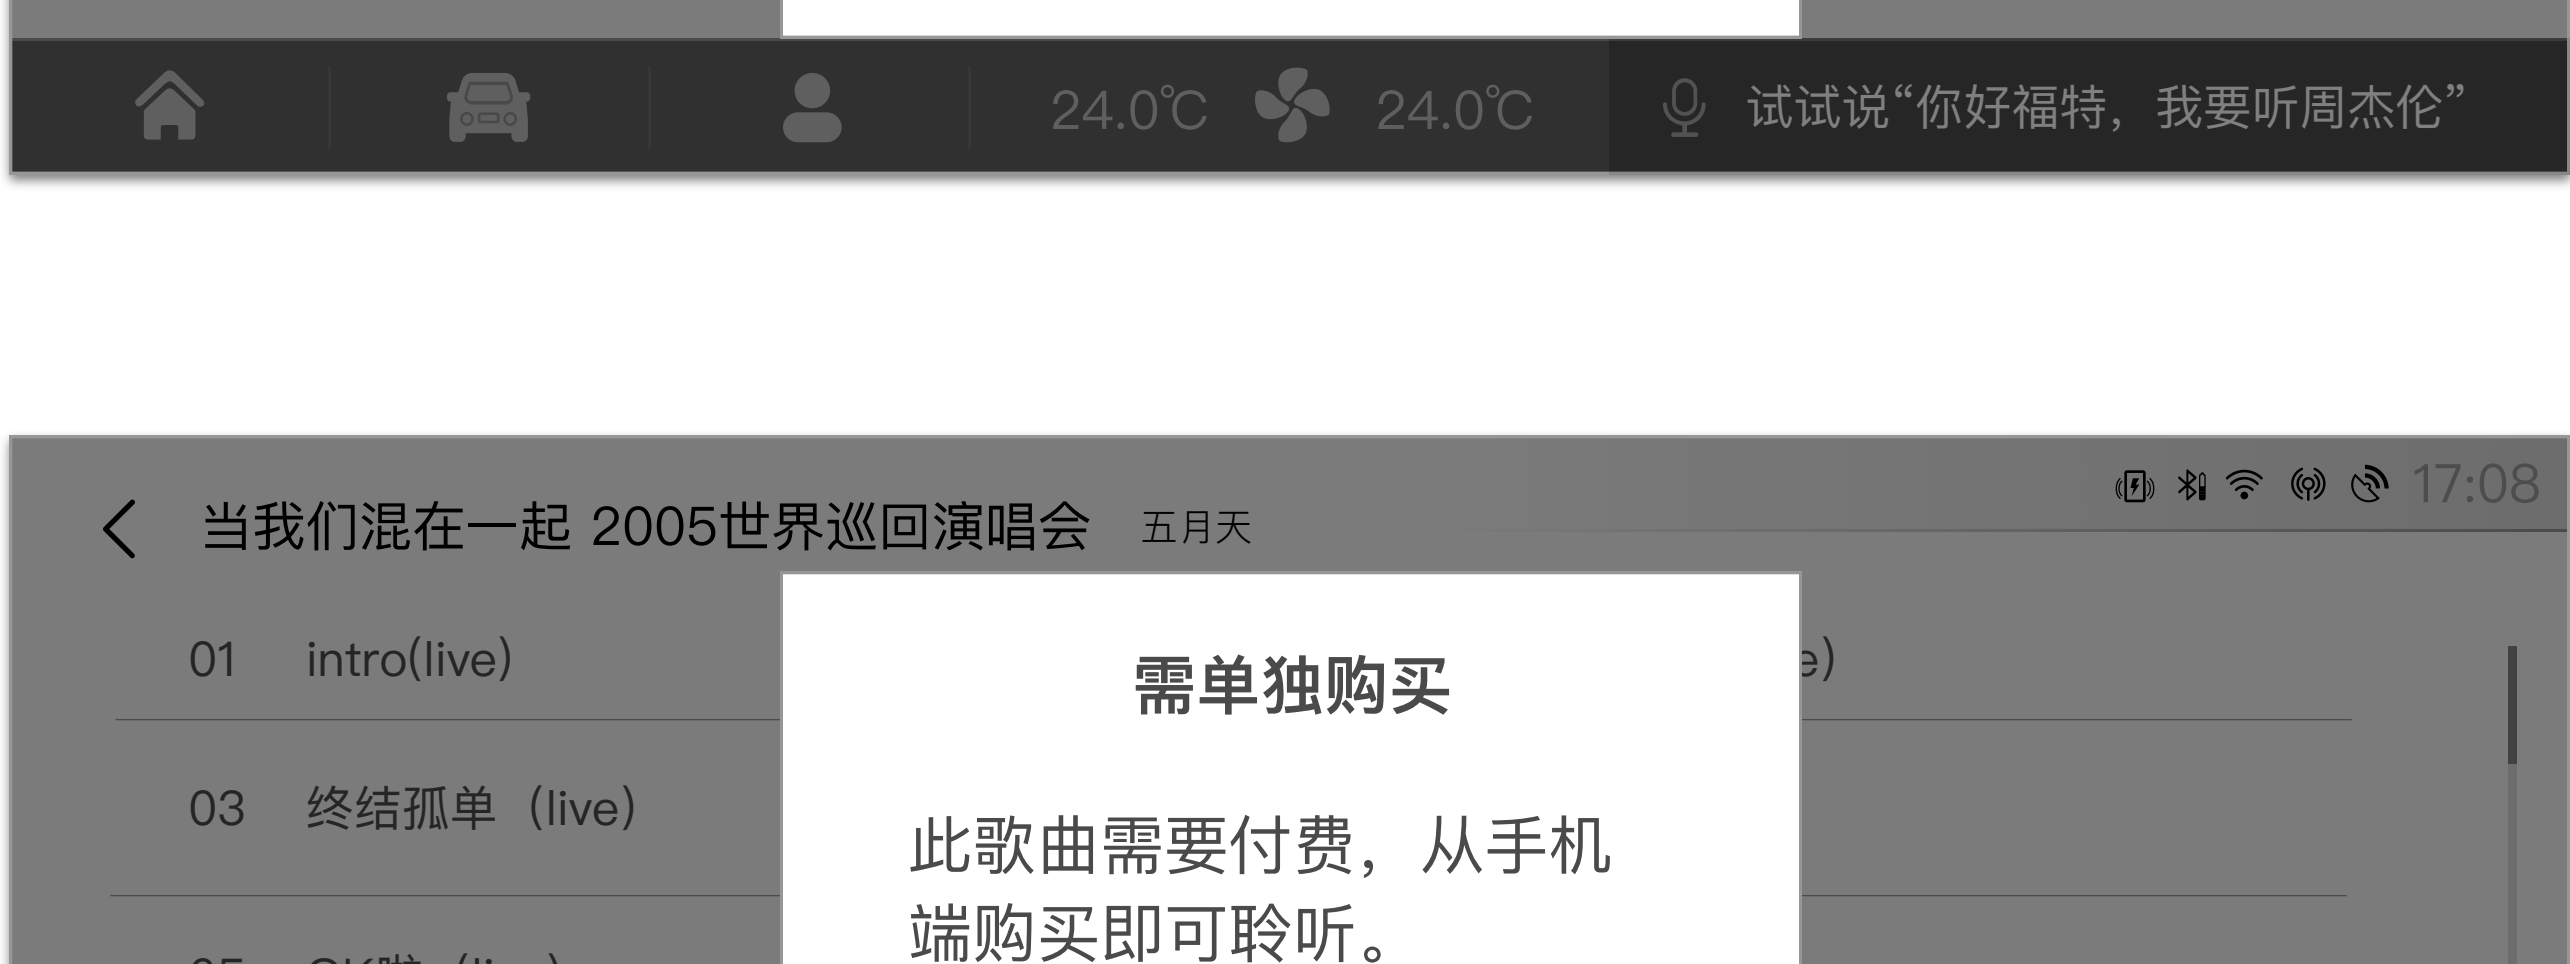 24.0℃ 24.0℃ 试试说“你好福特，我要听周杰伦”
17:08
当我们混在一起 2005世界巡回演唱会 五月天
01 intro(live)
e)
需单独购买
03 终结孤单（live）
此歌曲需要付费，从手机
端购买即可聆听。